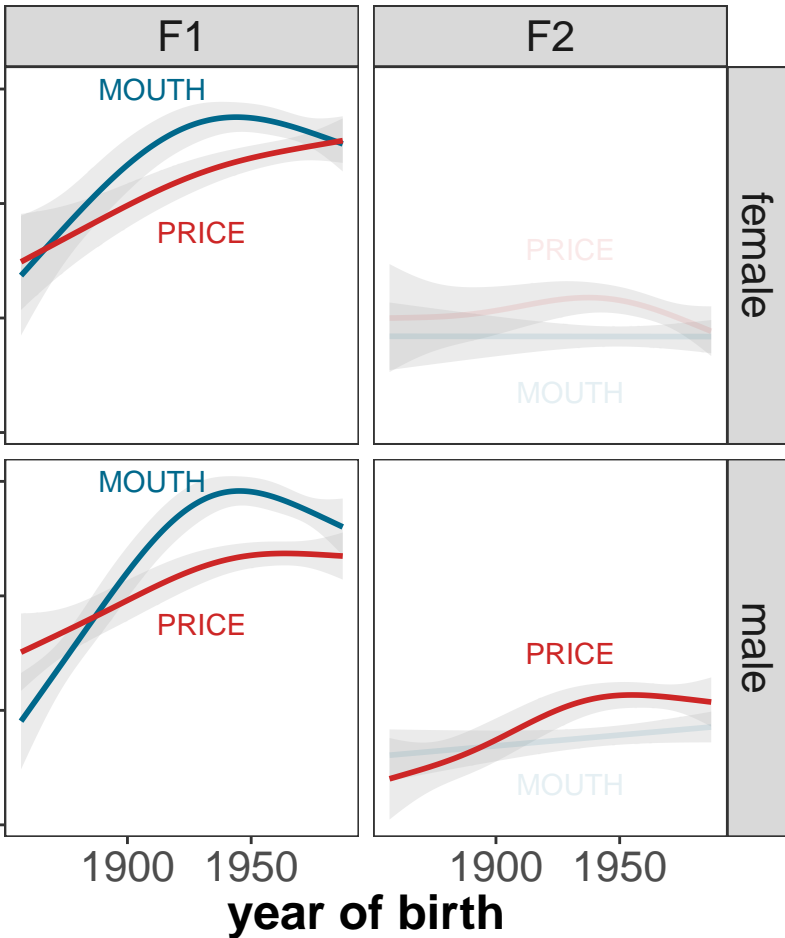 F1 F2
MOUTH
PRICE
PRICE
MOUTH
female
MOUTH
PRICE
PRICE
MOUTH
male
1900 1950 1900 1950
year of birth